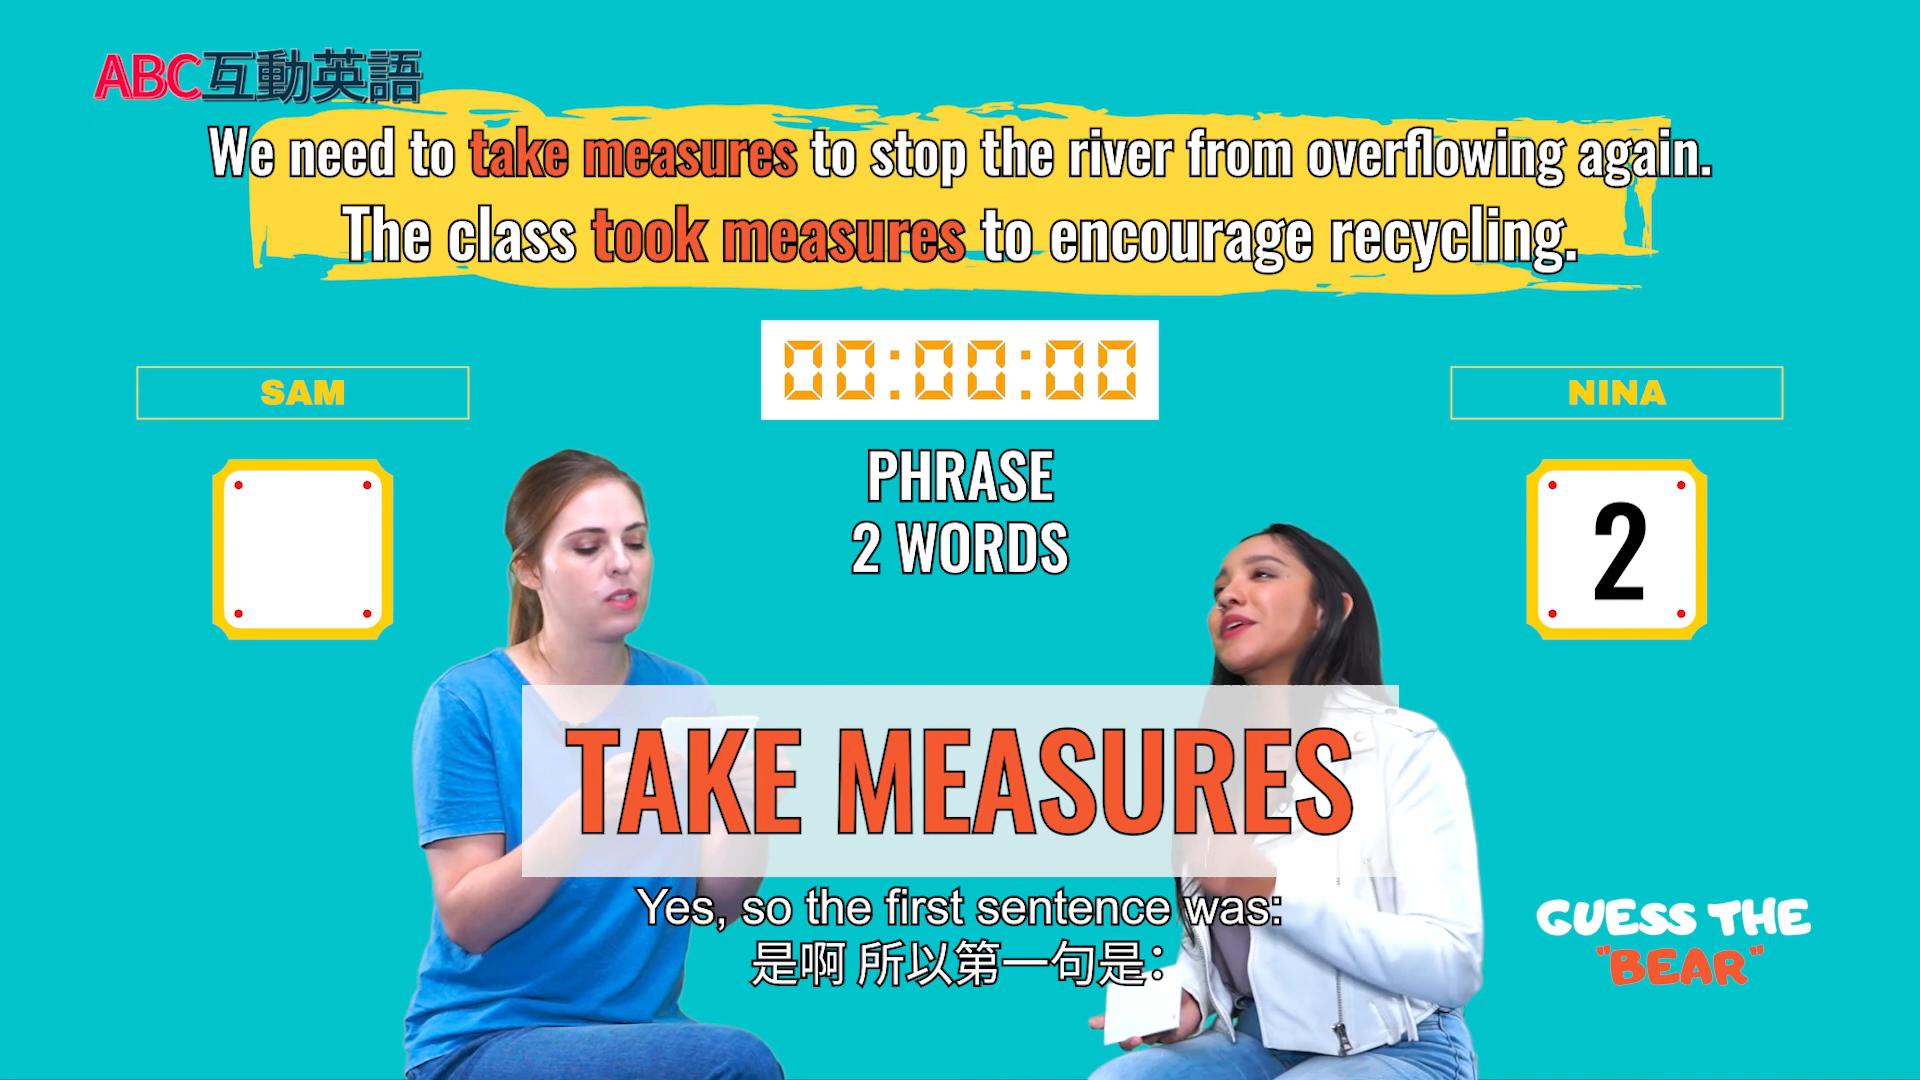 ABC互動英語
We need to take measures to stop the river from overflowing again.
The class took measures to encourage recycling.
00:00:00
SAM
NINA
PHRASE
2 WORDS
2
TAKE MEASURES
Yes, so the first sentence was:
是啊 所以第一句是:
GUESS THE
"BEAR"